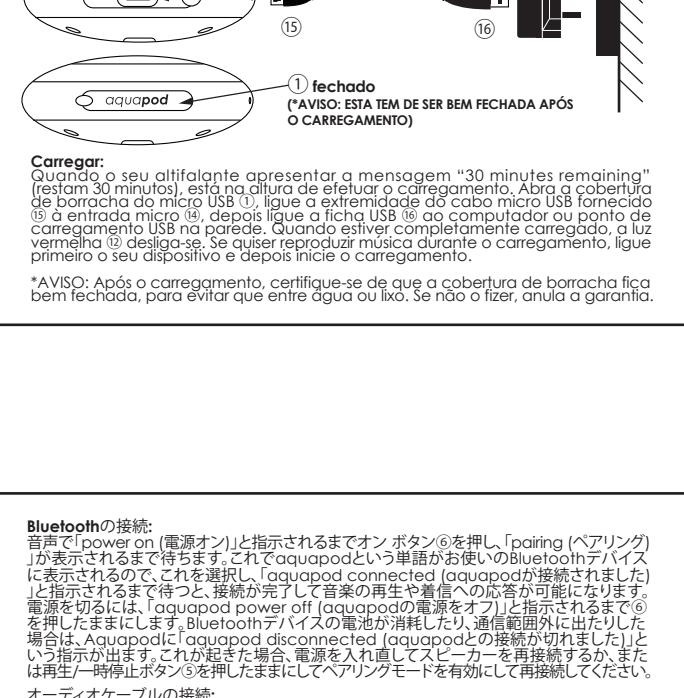 ⑮
⑯
① fechado
aquapod
(*AVISO: ESTA TEM DE SER BEM FECHADA APÓS
O CARREGAMENTO)
Carregar:
Quando o seu altifalante apresentar a mensagem “30 minutes remaining”
(restam 30 minutos), está na altura de efetuar o carregamento. Abra a cobertura
de borracha do micro USB ①, ligue a extremidade do cabo micro USB fornecido
⑮ à entrada micro ⑭, depois ligue a ficha USB ⑯ ao computador ou ponto de
carregamento USB na parede. Quando estiver completamente carregado, a luz
vermelha ⑫ desliga-se. Se quiser reproduzir música durante o carregamento, ligue
primeiro o seu dispositivo e depois inicie o carregamento.
*AVISO: Após o carregamento, certifique-se de que a cobertura de borracha fica
bem fechada, para evitar que entre água ou lixo. Se não o fizer, anula a garantia.
Bluetoothの接続:
音声で「power on (電源オン)」と指示されるまでオン ボタン⑥を押し、「pairing (ペアリング)
」が表示されるまで待ちます。これでaquapodという単語がお使いのBluetoothデバイス
に表示されるので、これを選択し、「aquapod connected (aquapodが接続されました)
」と指示されるまで待つと、接続が完了して音楽の再生や着信への応答が可能になります。
電源を切るには、「aquapod power off (aquapodの電源をオフ)」と指示されるまで⑥
を押したままにします。Bluetoothデバイスの電池が消耗したり、通信範囲外に出たりした
場合は、Aquapodに「aquapod disconnected (aquapodとの接続が切れました)」と
いう指示が出ます。これが起きた場合、電源を入れ直してスピーカーを再接続するか、また
は再生/一時停止ボタン⑤を押したままにしてペアリングモードを有効にして再接続してください。
オーディオケーブルの接続: